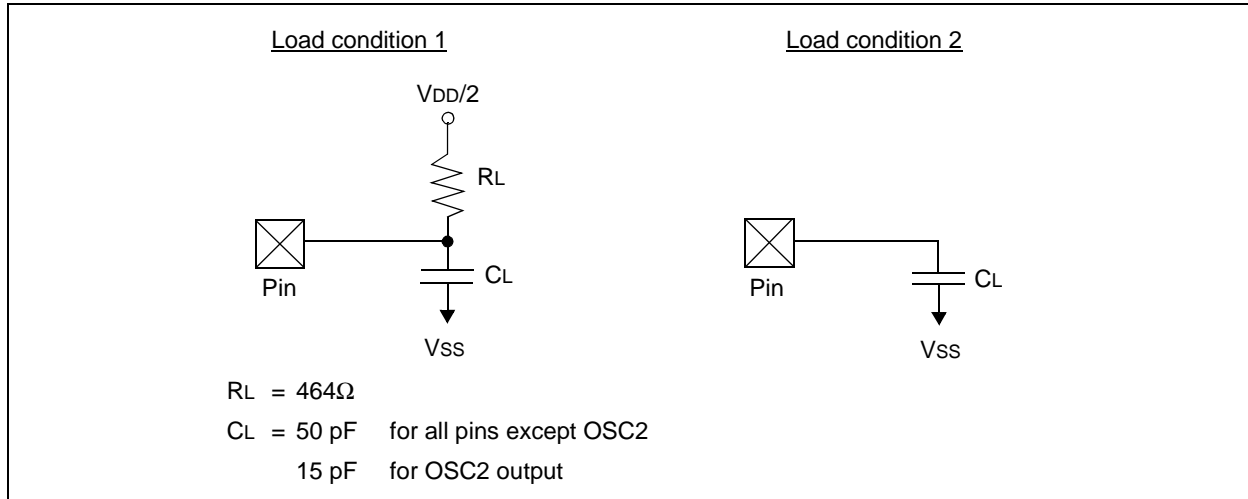 Load condition 1
VDD/2
RL
Pin
CL
VSS
Load condition 2
Pin
CL
VSS
RL = 464Ω
CL = 50 pF for all pins except OSC2
15 pF for OSC2 output